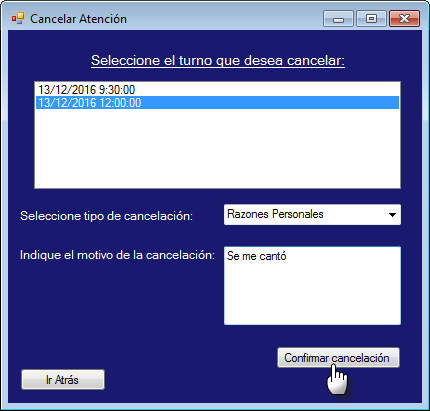 Cancelar Atención
Seleccione el turno que desea cancelar:
13/12/2016 9:30:00
13/12/2016 12:00:00
Seleccione tipo de cancelación:
Razones Personales
Indique el motivo de la cancelación:
Se me cantó
Confirmar cancelación
Ir Atrás